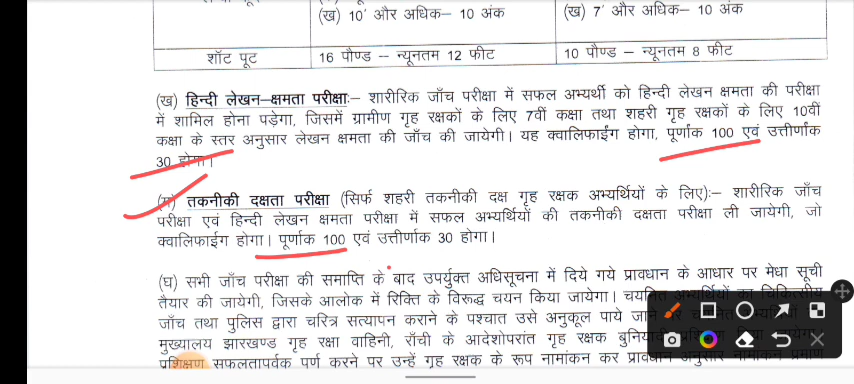 (ख) 10' और अधिक– 10 अंक
(ख) 7' और अधिक– 10 अंक
शॉट पूट
16 पौण्ड – न्यूनतम 12 फीट
10 पौण्ड – न्यूनतम 8 फीट
(ख) हिन्दी लेखन–क्षमता परीक्षा:– शारीरिक जाँच परीक्षा में सफल अभ्यर्थी को हिन्दी लेखन क्षमता की परीक्षा
में शामिल होना पड़ेगा, जिसमें ग्रामीण गृह रक्षकों के लिए 7वीं कक्षा तथा शहरी गृह रक्षकों के लिए 10वीं
कक्षा के स्तर अनुसार लेखन क्षमता की जाँच की जायेगी। यह क्वालिफाईंग होगा, पूर्णांक 100 एवं उत्तीर्णांक
30 होगा।
(ग) तकनीकी दक्षता परीक्षा (सिर्फ शहरी तकनीकी दक्ष गृह रक्षक अभ्यर्थियों के लिए):– शारीरिक जाँच
परीक्षा एवं हिन्दी लेखन क्षमता परीक्षा में सफल अभ्यर्थियों की तकनीकी दक्षता परीक्षा ली जायेगी, जो
क्वालिफाईंग होगा। पूर्णांक 100 एवं उत्तीर्णांक 30 होगा।
(घ) सभी जाँच परीक्षा की समाप्ति के बाद उपर्युक्त अधिसूचना में दिये गये प्रावधान के आधार पर मेधा सूची
तैयार की जायेगी, जिसके आलोक में रिक्ति के विरूद्ध चयन किया जायेगा। चयनित अभ्यर्थियों का चिकित्सीय
जाँच तथा पुलिस द्वारा चरित्र सत्यापन कराने के पश्चात उसे अनुकूल पाये जाने पर
मुख्यालय झारखण्ड गृह रक्षा वाहिनी, राँची के आदेशोपरांत गृह रक्षक
प्रशिक्षण सफलतापूर्वक पूर्ण करने पर उन्हें गृह रक्षक के रूप नामांकन कर